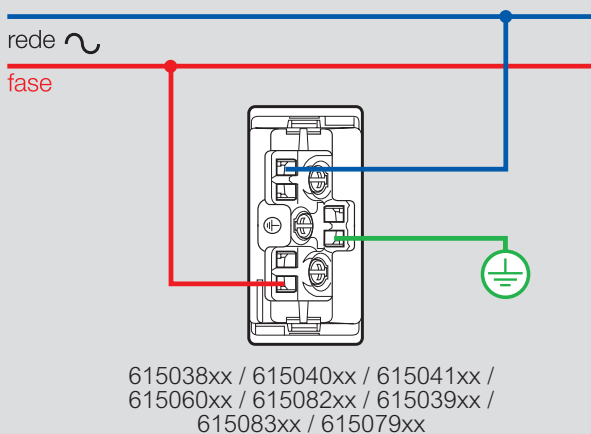 rede
fase
615038xx / 615040xx / 615041xx /
615060xx / 615082xx / 615039xx /
615083xx / 615079xx